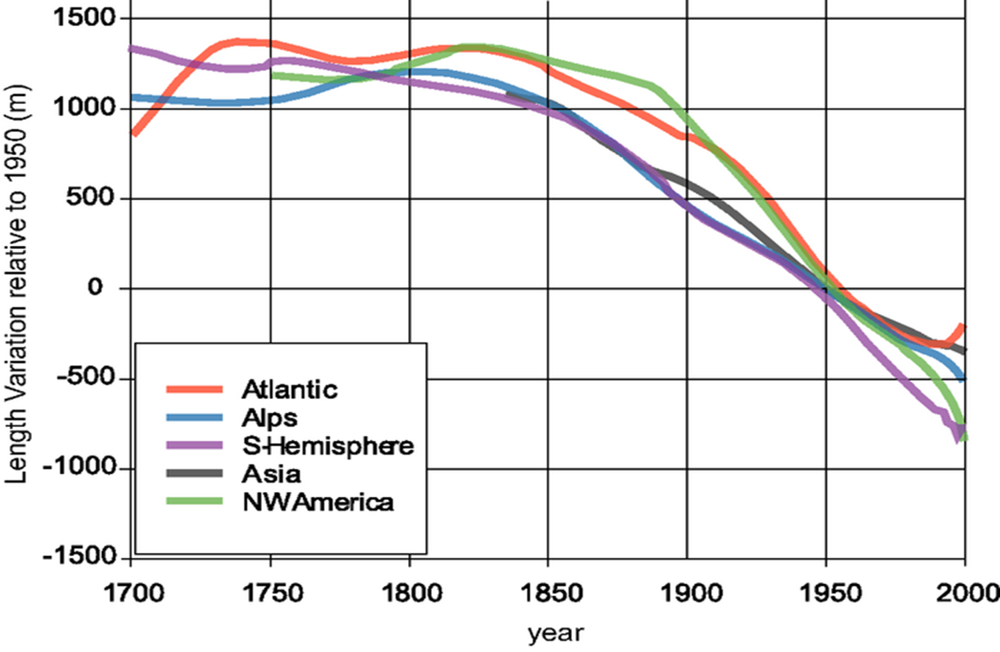 Length Variation relative to 1950 (m)
1500
1000
500
0
-500
-1000
-1500
Atlantic
Alps
S-Hemisphere
Asia
NWAmerica
1700 1750 1800 1850 1900 1950 2000
year